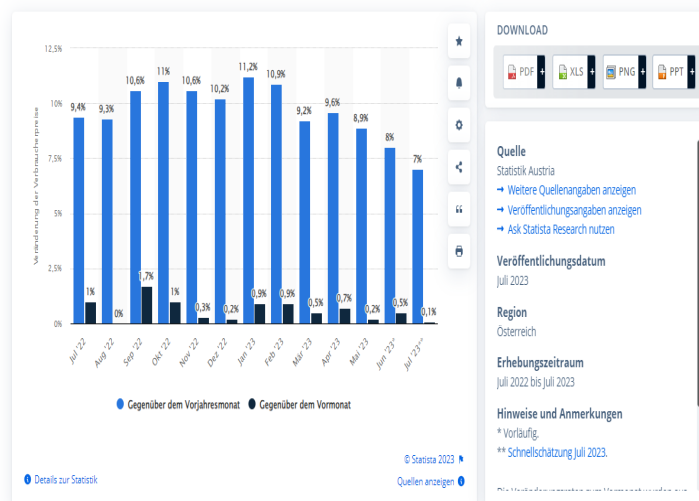 Veränderung der Verbraucherpreise
12,5%
10%
7,5%
5%
2,5%
0%
9,4% 9,3% 10,6% 11% 10,6% 10,2% 11,2% 10,9% 9,2% 9,6% 8,9% 8% 7%
1% 0% 1,7% 1% 0,3% 0,2% 0,9% 0,9% 0,5% 0,7% 0,2% 0,5% 0,1%
Jul '22 Aug '22 Sep '22 Okt '22 Nov '22 Dez '22 Jan '23 Feb '23 Mär '23 Apr '23 Mai '23 Jun '23* Jul '23**
Gegenüber dem Vorjahresmonat Gegenüber dem Vormonat
© Statista 2023
Details zur Statistik
Quellen anzeigen
DOWNLOAD
PDF + XLS + PNG + PPT +
Quelle
Statistik Austria
→ Weitere Quellenangaben anzeigen
→ Veröffentlichungsangaben anzeigen
→ Ask Statista Research nutzen
Veröffentlichungsdatum
Juli 2023
Region
Österreich
Erhebungszeitraum
Juli 2022 bis Juli 2023
Hinweise und Anmerkungen
* Vorläufig.
** Schnellschätzung Juli 2023.